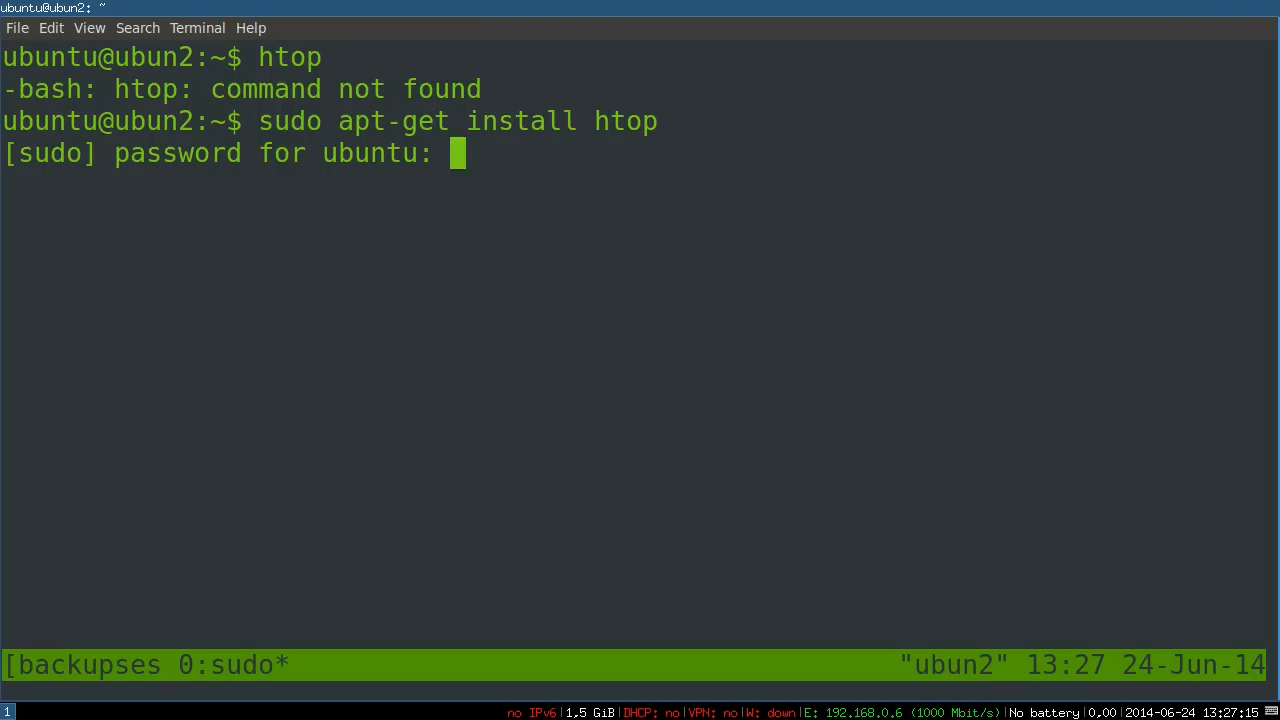 ubuntu@ubun2: ~
File Edit View Search Terminal Help
ubuntu@ubun2:~$ htop
-bash: htop: command not found
ubuntu@ubun2:~$ sudo apt-get install htop
[sudo] password for ubuntu:
[backupses 0:sudo* "ubun2" 13:27 24-Jun-14
1 no IPv6|1,5 GiB|DHCP: no|VPN: no|W: down|E: 192.168.0.6 (1000 Mbit/s)|No battery|0.00|2014-06-24 13:27:15